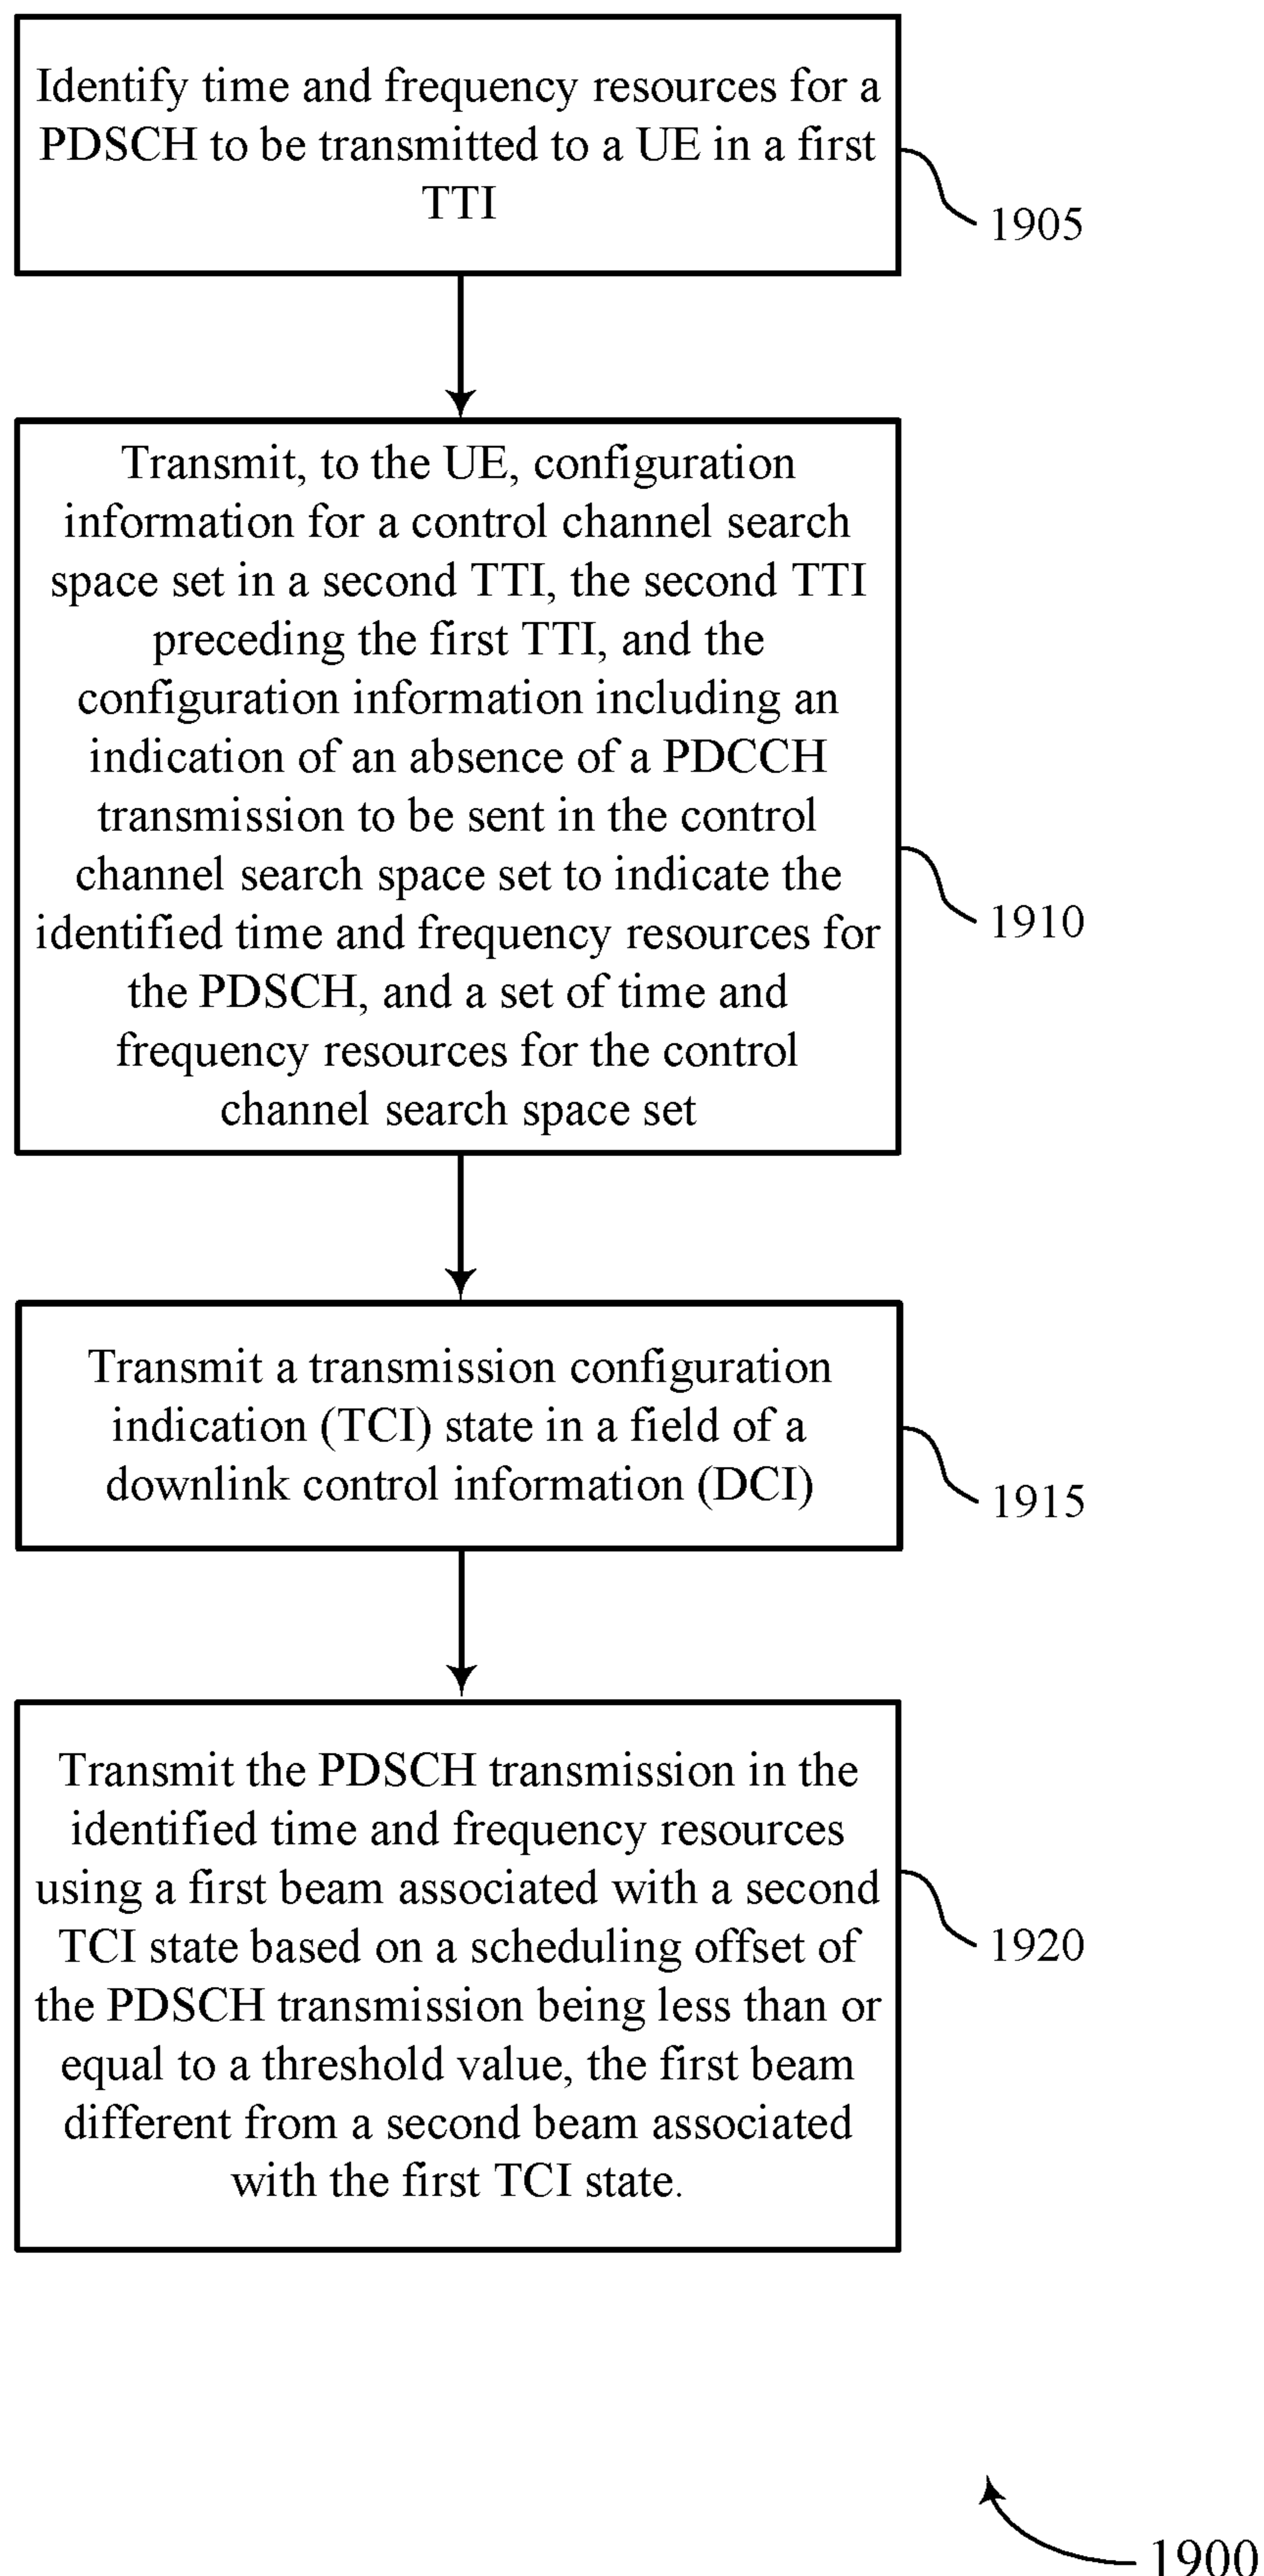 Identify time and frequency resources for a
PDSCH to be transmitted to a UE in a first
TTI
1905
Transmit, to the UE, configuration
information for a control channel search
space set in a second TTI, the second TTI
preceding the first TTI, and the
configuration information including an
indication of an absence of a PDCCH
transmission to be sent in the control
channel search space set to indicate the
identified time and frequency resources for
the PDSCH, and a set of time and
frequency resources for the control
channel search space set
1910
Transmit a transmission configuration
indication (TCI) state in a field of a
downlink control information (DCI)
1915
Transmit the PDSCH transmission in the
identified time and frequency resources
using a first beam associated with a second
TCI state based on a scheduling offset of
the PDSCH transmission being less than or
equal to a threshold value, the first beam
different from a second beam associated
with the first TCI state.
1920
1900